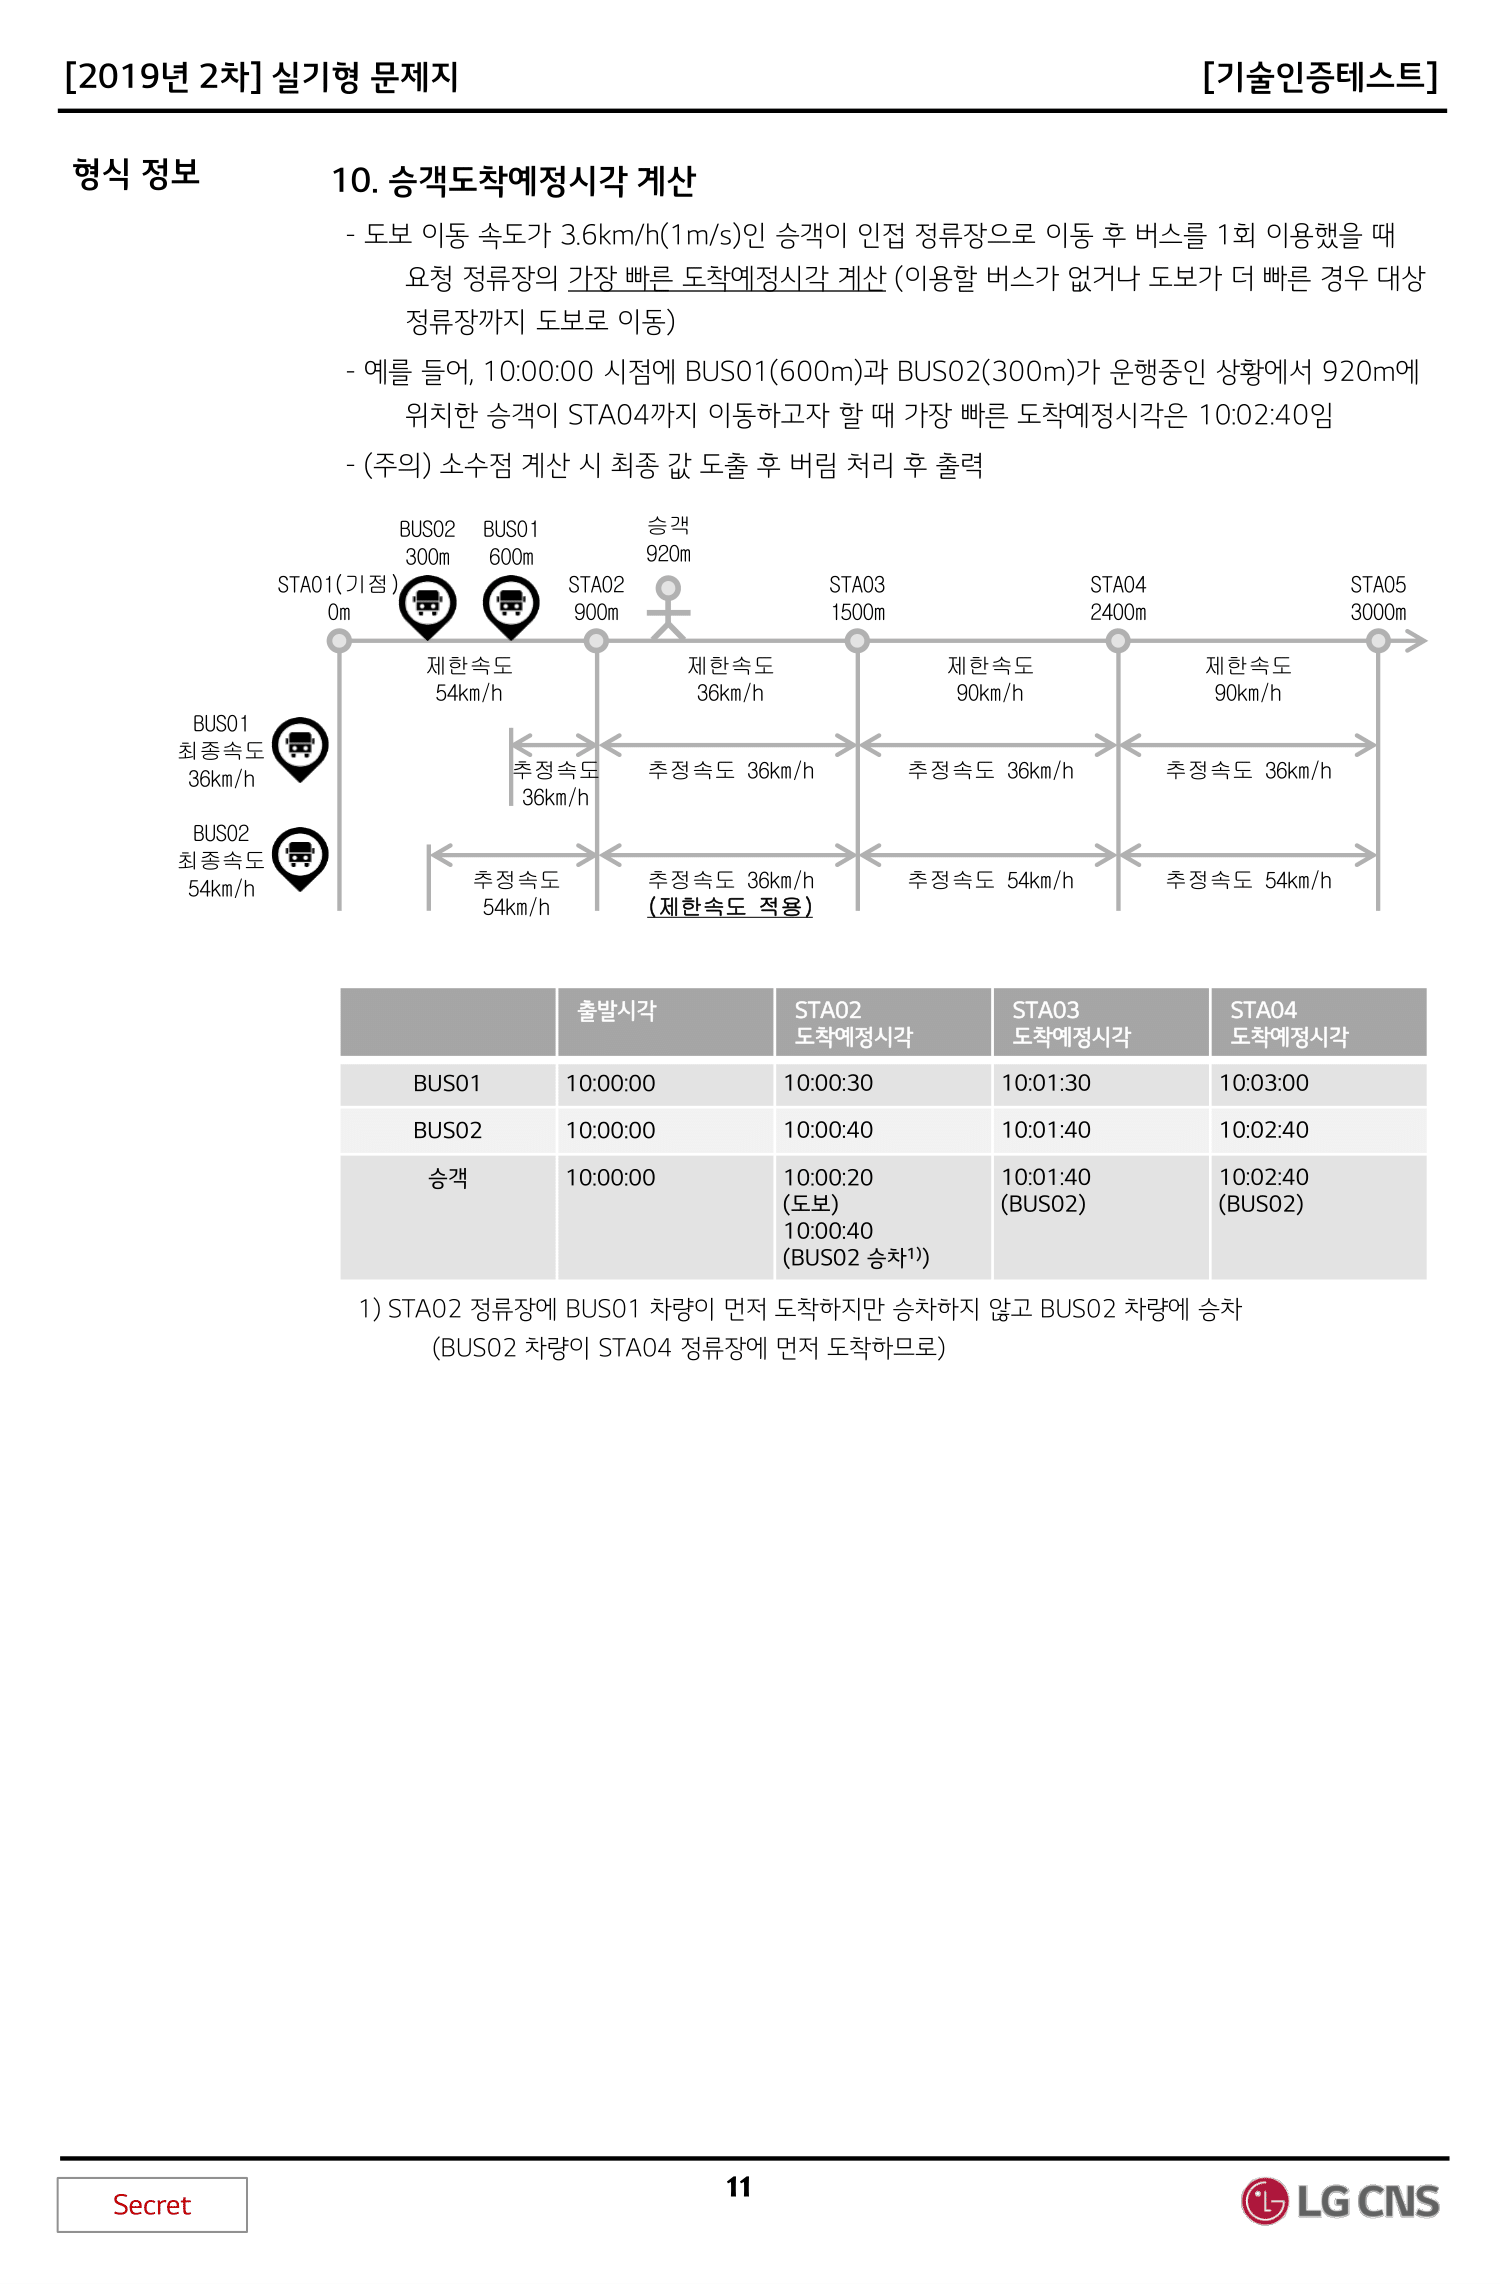 [2019년 2차] 실기형 문제지 [기술인증테스트]
형식 정보
10. 승객도착예정시각 계산
- 도보 이동 속도가 3.6km/h(1m/s)인 승객이 인접 정류장으로 이동 후 버스를 1회 이용했을 때
요청 정류장의 가장 빠른 도착예정시각 계산 (이용할 버스가 없거나 도보가 더 빠른 경우 대상
정류장까지 도보로 이동)
- 예를 들어, 10:00:00 시점에 BUS01(600m)과 BUS02(300m)가 운행중인 상황에서 920m에
위치한 승객이 STA04까지 이동하고자 할 때 가장 빠른 도착예정시각은 10:02:40임
- (주의) 소수점 계산 시 최종 값 도출 후 버림 처리 후 출력
BUS02 BUS01 승객
300m 600m 920m
STA01(기점) STA02 STA03 STA04 STA05
0m 900m 1500m 2400m 3000m
제한속도 제한속도 제한속도 제한속도
54km/h 36km/h 90km/h 90km/h
BUS01
최종속도
36km/h
추정속도 추정속도 36km/h 추정속도 36km/h 추정속도 36km/h
36km/h
BUS02
최종속도
54km/h
추정속도 추정속도 36km/h 추정속도 54km/h 추정속도 54km/h
54km/h (제한속도 적용)
출발시각 STA02 STA03 STA04
도착예정시각 도착예정시각 도착예정시각
BUS01 10:00:00 10:00:30 10:01:30 10:03:00
BUS02 10:00:00 10:00:40 10:01:40 10:02:40
승객 10:00:00 10:00:20 10:01:40 10:02:40
(도보) (BUS02) (BUS02)
10:00:40
(BUS02 승차1))
1) STA02 정류장에 BUS01 차량이 먼저 도착하지만 승차하지 않고 BUS02 차량에 승차
(BUS02 차량이 STA04 정류장에 먼저 도착하므로)
Secret
11
LG CNS